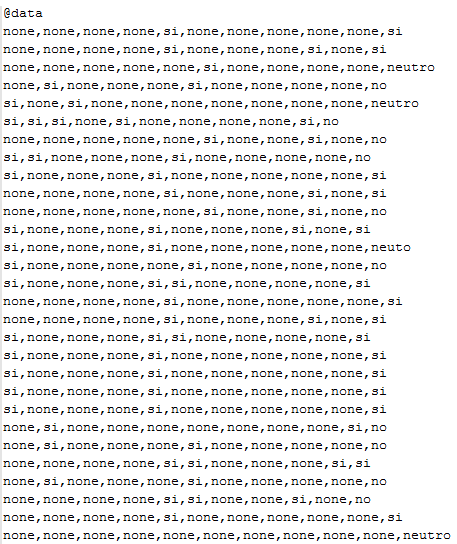 @data
none,none,none,none,si,none,none,none,none,none,si
none,none,none,none,si,none,none,none,si,none,si
none,none,none,none,none,si,none,none,none,none,neutro
none,si,none,none,none,si,none,none,none,none,no
si,none,si,none,none,none,none,none,none,none,neutro
si,si,si,none,si,none,none,none,none,si,no
none,none,none,none,none,si,none,none,si,none,no
si,si,none,none,none,si,none,none,none,none,no
si,none,none,none,si,none,none,none,none,none,si
none,none,none,none,si,none,none,none,si,none,si
none,none,none,none,none,si,none,none,si,none,no
si,none,none,none,si,none,none,none,si,none,si
si,none,none,none,si,none,none,none,none,none,neuto
si,none,none,none,none,si,none,none,none,none,no
si,none,none,none,si,si,none,none,none,none,si
none,none,none,none,si,none,none,none,none,none,si
none,none,none,none,si,none,none,none,si,none,si
si,none,none,none,si,si,none,none,none,none,si
si,none,none,none,si,none,none,none,none,none,si
si,none,none,none,si,none,none,none,none,none,si
si,none,none,none,si,none,none,none,none,none,si
si,none,none,none,si,none,none,none,none,none,si
none,si,none,none,none,none,none,none,none,si,no
none,si,none,none,none,si,none,none,none,none,no
none,none,none,none,si,si,none,none,none,si,si
none,si,none,none,none,si,none,none,none,none,no
none,none,none,none,si,si,none,none,si,none,no
none,none,none,none,si,none,none,none,none,none,si
none,none,none,none,none,none,none,none,none,none,neutro